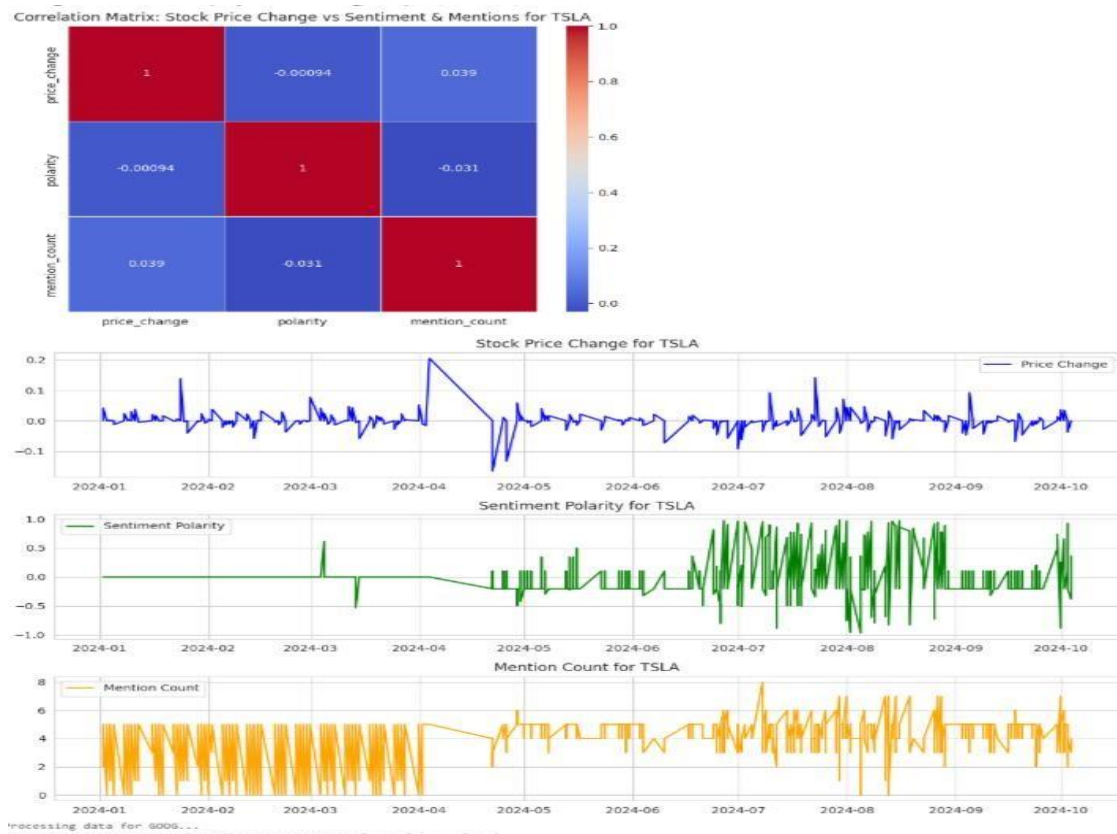 Correlation Matrix: Stock Price Change vs Sentiment & Mentions for TSLA
price_change
1
-0.00094
0.039
polarity
-0.00094
1
-0.031
mention_count
0.039
-0.031
1
price_change polarity mention_count
1.0
0.8
0.6
0.4
0.2
0.0
Stock Price Change for TSLA
Price Change
0.2
0.1
0.0
−0.1
2024-01 2024-02 2024-03 2024-04 2024-05 2024-06 2024-07 2024-08 2024-09 2024-10
Sentiment Polarity for TSLA
Sentiment Polarity
1.0
0.5
0.0
−0.5
−1.0
2024-01 2024-02 2024-03 2024-04 2024-05 2024-06 2024-07 2024-08 2024-09 2024-10
Mention Count for TSLA
Mention Count
8
6
4
2
0
2024-01 2024-02 2024-03 2024-04 2024-05 2024-06 2024-07 2024-08 2024-09 2024-10
rocessing data for GOOG...